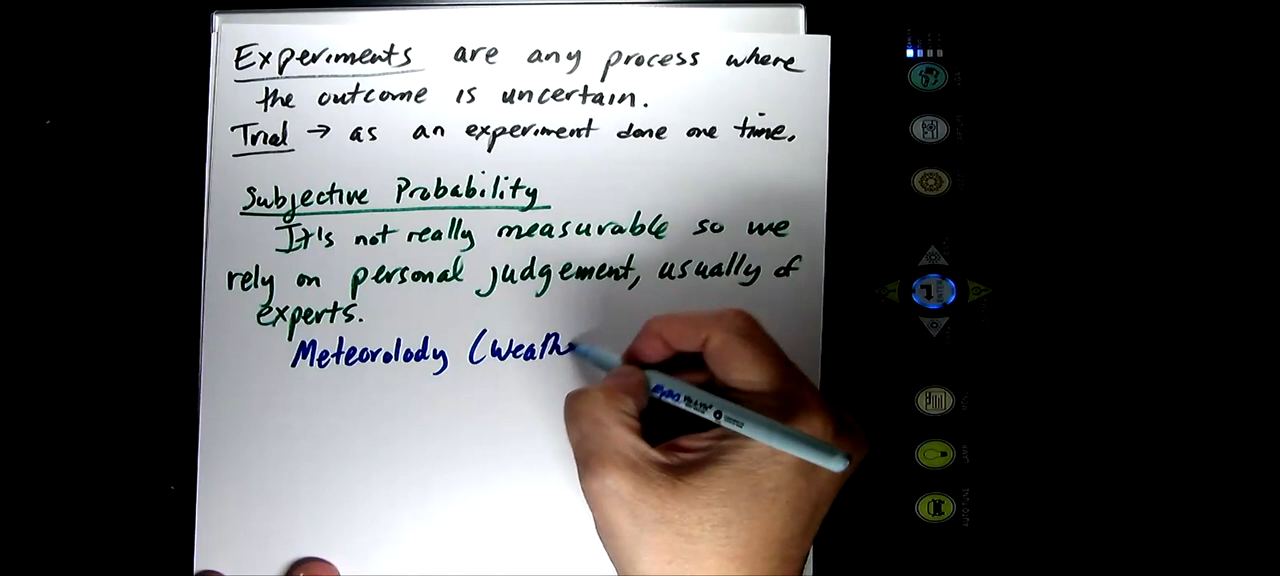 Experiments are any process where
the outcome is uncertain.
Trial → as an experiment done one time.
Subjective Probability
It's not really measurable so we
rely on personal judgement, usually of
experts.
Meteorolody (Weath
ENTER